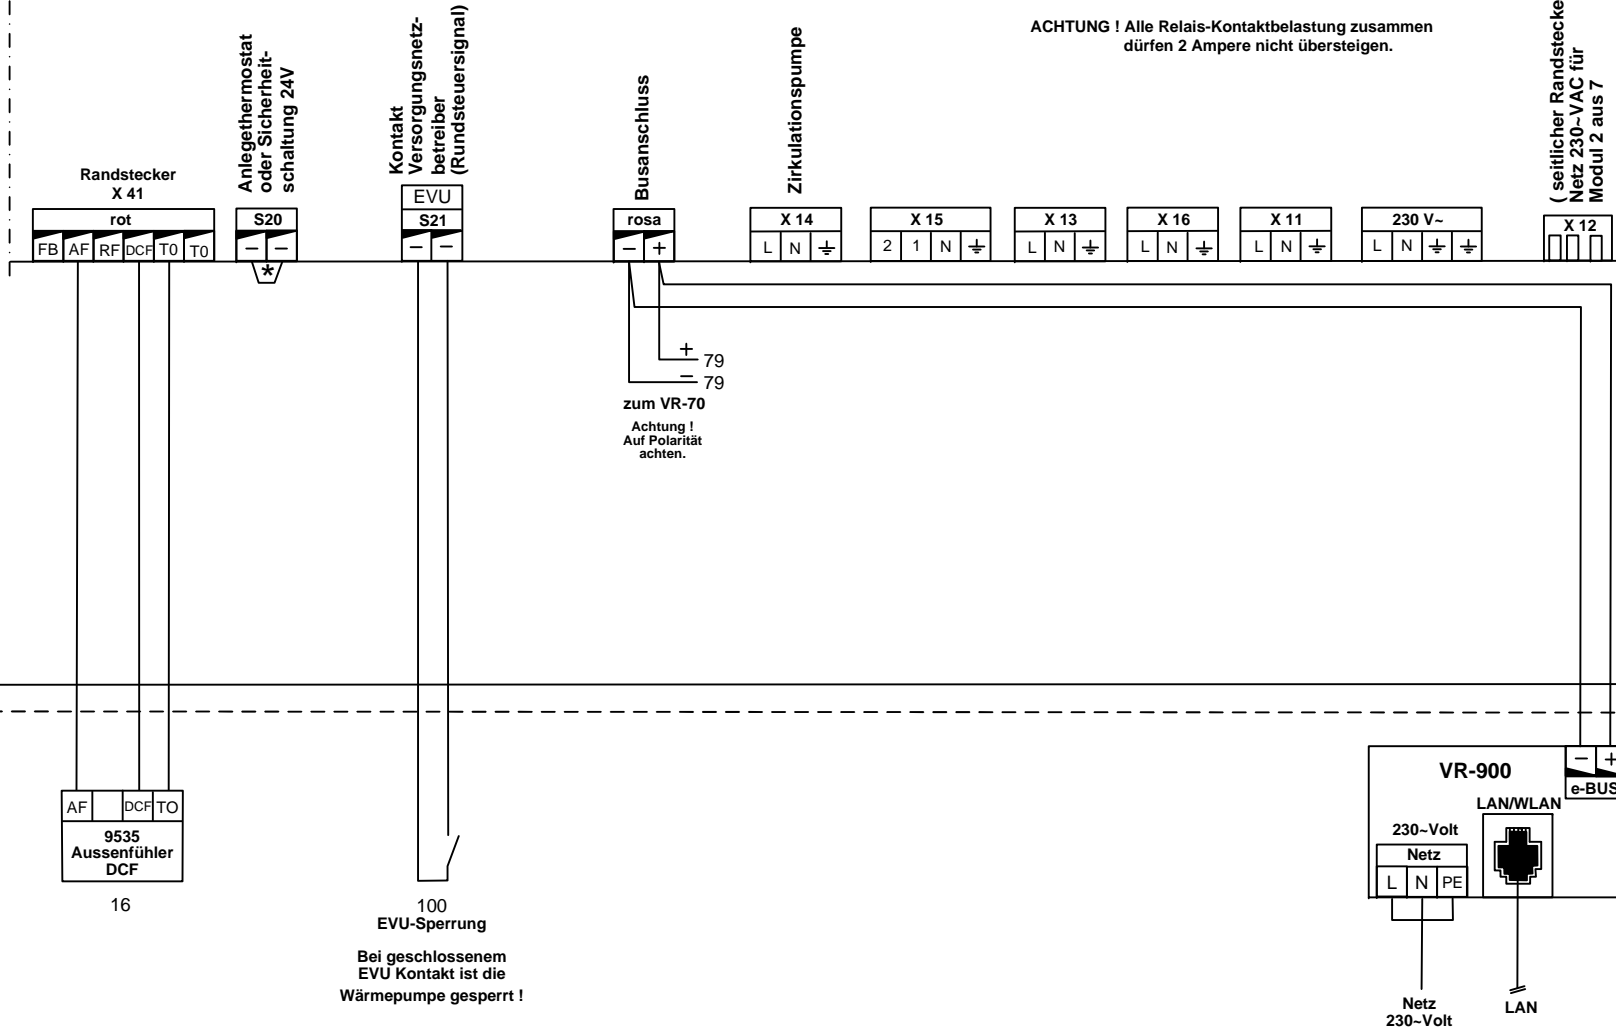 ACHTUNG ! Alle Relais-Kontaktbelastung zusammen
dürfen 2 Ampere nicht übersteigen.
Anlegethermostat
oder Sicherheit-
schaltung 24V
Kontakt
Versorgungsnetz-
betreiber
(Rundsteuersignal)
Busanschluss
Zirkulationspumpe
( seitlicher Randstecke
Netz 230~VAC für
Modul 2 aus 7
Randstecker
X 41
rot
FB AF RF DCF T0 T0
S20
– –
*
EVU
S21
– –
rosa
– +
X 14
L N
X 15
2 1 N
X 13
L N
X 16
L N
X 11
L N
230 V~
L N
X 12
+ 79
– 79
zum VR-70
Achtung !
Auf Polarität
achten.
AF DCF TO
9535
Aussenfühler
DCF
16
100
EVU-Sperrung
Bei geschlossenem
EVU Kontakt ist die
Wärmepumpe gesperrt !
VR-900
– +
e-BUS
LAN/WLAN
230~Volt
Netz
L N PE
Netz
230~Volt
LAN